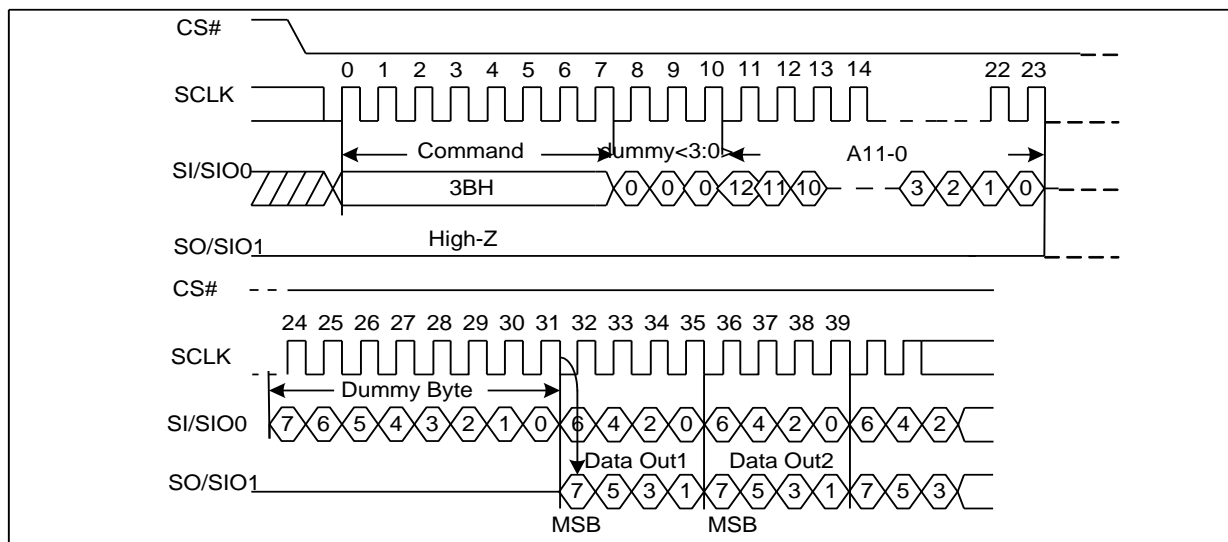 CS#
0 1 2 3 4 5 6 7 8 9 10 11 12 13 14 22 23
SCLK
Command dummy<3:0> A11-0
SI/SIO0
3BH 0 0 0 12 11 10 3 2 1 0
High-Z
SO/SIO1
CS#
24 25 26 27 28 29 30 31 32 33 34 35 36 37 38 39
SCLK
Dummy Byte
SI/SIO0 7 6 5 4 3 2 1 0 6 4 2 0 6 4 2 0 6 4 2
Data Out1 Data Out2
SO/SIO1 7 5 3 1 7 5 3 1 7 5 3
MSB MSB